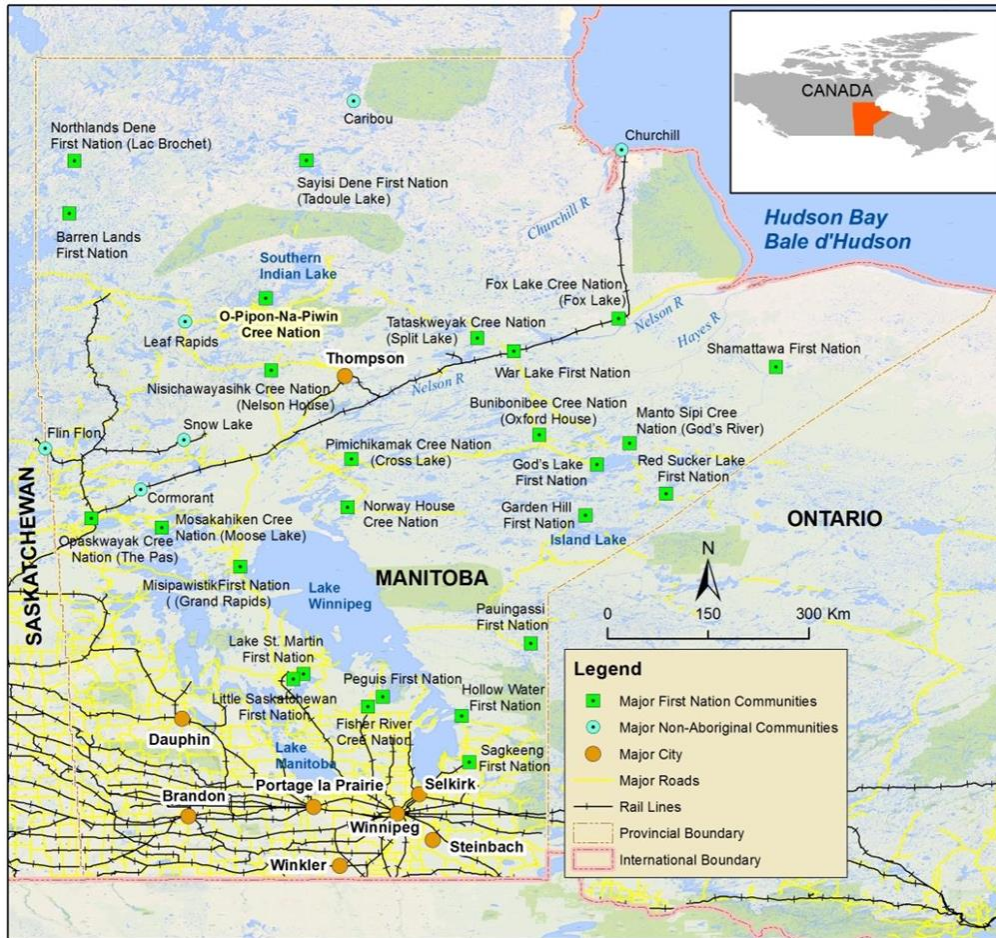 CANADA
Caribou
Churchill
Northlands Dene
First Nation (Lac Brochet)
Sayisi Dene First Nation
(Tadoule Lake)
Churchill R
Hudson Bay
Bale d'Hudson
Barren Lands
First Nation
Southern
Indian Lake
Fox Lake Cree Nation
(Fox Lake)
O-Pipon-Na-Piwin
Cree Nation
Nelson R
Hayes R
Tataskweyak Cree Nation
(Split Lake)
Leaf Rapids
Shamattawa First Nation
Thompson
War Lake First Nation
Nelson R
Nisichawayasihk Cree Nation
(Nelson House)
Bunibonibee Cree Nation
(Oxford House)
Manto Sipi Cree
Nation (God's River)
Snow Lake
Flin Flon
Pimichikamak Cree Nation
(Cross Lake)
God's Lake
First Nation
Red Sucker Lake
First Nation
Cormorant
Norway House
Cree Nation
Garden Hill
First Nation
Island Lake
SASKATCHEWAN
Mosakahiken Cree
Nation (Moose Lake)
Opaskwayak Cree
Nation (The Pas)
ONTARIO
N
MisipawistikFirst Nation
( (Grand Rapids)
MANITOBA
Lake
Winnipeg
0 150 300 Km
Pauingassi
First Nation
Lake St. Martin
First Nation
Peguis First Nation
Hollow Water
First Nation
Little Saskatchewan
First Nation
Fisher River
Cree Nation
Dauphin
Lake
Manitoba
Sagkeeng
First Nation
Portage la Prairie
Selkirk
Brandon
Winnipeg
Steinbach
Winkler
Legend
Major First Nation Communities
Major Non-Aboriginal Communities
Major City
Major Roads
Rail Lines
Provincial Boundary
International Boundary